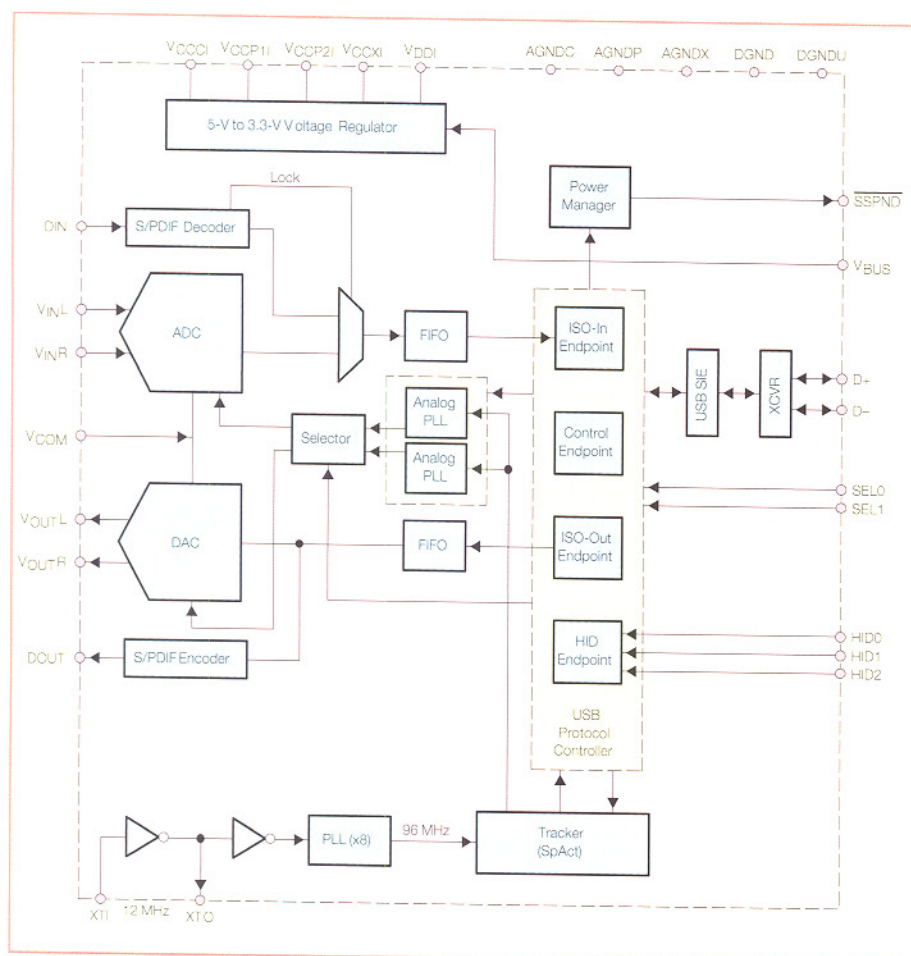 VCCCI VCCP1I VCCP2I VCCXI VDDI AGNDC AGNDP AGNDX DGND DGNDU
5-V to 3.3-V Voltage Regulator
Lock
Power
Manager
SSPND
DIN
S/PDIF Decoder
VBUS
VINL
ADC
FIFO
ISO-In
Endpoint
VINR
USB SIE
XCVR
D+
D−
Analog
PLL
Selector
Control
Endpoint
VCOM
Analog
PLL
SEL0
SEL1
VOUTL
DAC
FIFO
ISO-Out
Endpoint
VOUTR
HID
Endpoint
HID0
HID1
HID2
DOUT
S/PDIF Encoder
USB
Protocol
Controller
PLL (x8)
96 MHz
Tracker
(SpAct)
XTI
12 MHz
XTO